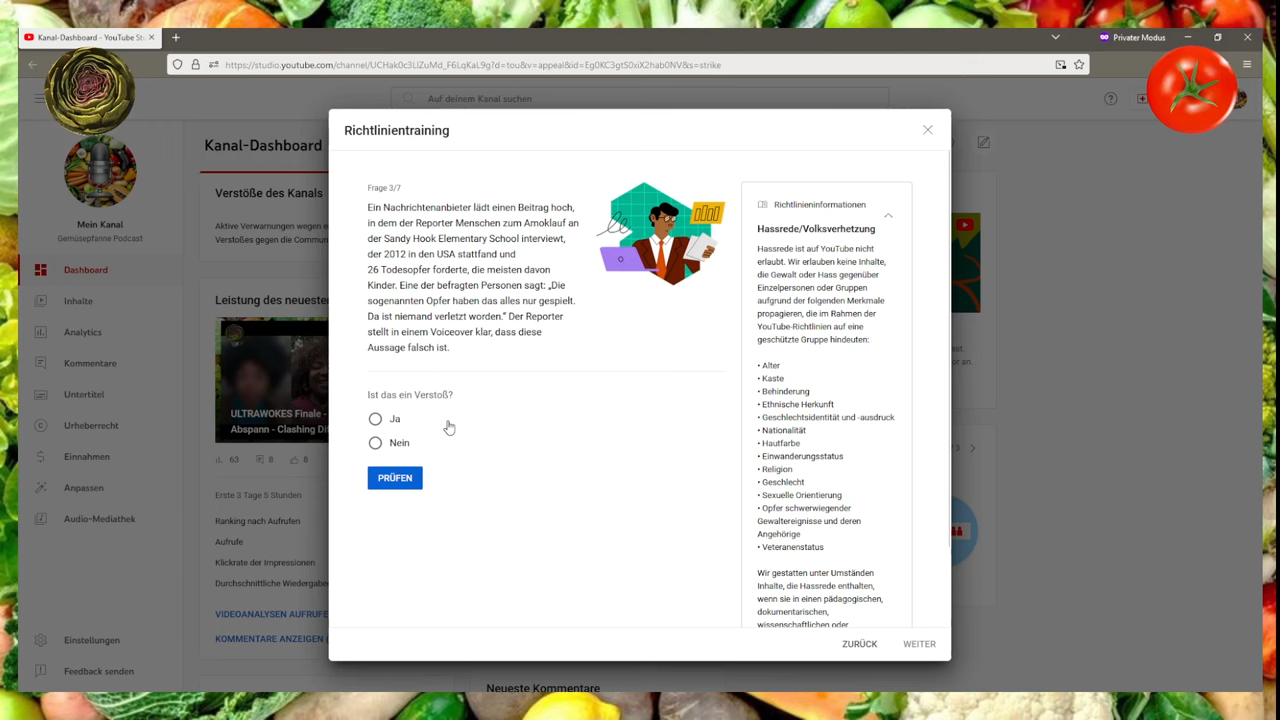 Kanal-Dashboard - YouTube St
Privater Modus
https://studio.youtube.com/channel/UCHak0c3LlZuMd_F6LqKaL9g?d=tou&v=appeal&id=Eg0KC3gtS0xiX2hab0NV&s=strike
Auf deinem Kanal suchen
Mein Kanal
Gemüsepfanne Podcast
Dashboard
Inhalte
Analytics
Kommentare
Untertitel
Urheberrecht
Einnahmen
Anpassen
Audio-Mediathek
Einstellungen
Feedback senden
Kanal-Dashboard
Verstöße des Kanals
Aktive Verwarnungen wegen e
Verstoßes gegen die Commun
Leistung des neuesten
ULTRAWOKES Finale -
Abspann - Clashing Dif
63 8 8
Erste 3 Tage 5 Stunden
Ranking nach Aufrufen
Aufrufe
Klickrate der Impressionen
Durchschnittliche Wiedergabe
VIDEOANALYSEN AUFRUFE
KOMMENTARE ANZEIGEN (
Richtlinientraining
Frage 3/7
Ein Nachrichtenanbieter lädt einen Beitrag hoch,
in dem der Reporter Menschen zum Amoklauf an
der Sandy Hook Elementary School interviewt,
der 2012 in den USA stattfand und
26 Todesopfer forderte, die meisten davon
Kinder. Eine der befragten Personen sagt: „Die
sogenannten Opfer haben das alles nur gespielt.
Da ist niemand verletzt worden.“ Der Reporter
stellt in einem Voiceover klar, dass diese
Aussage falsch ist.
Ist das ein Verstoß?
Ja
Nein
PRÜFEN
Richtlinieninformationen
Hassrede/Volksverhetzung
Hassrede ist auf YouTube nicht
erlaubt. Wir erlauben keine Inhalte,
die Gewalt oder Hass gegenüber
Einzelpersonen oder Gruppen
aufgrund der folgenden Merkmale
propagieren, die im Rahmen der
YouTube-Richtlinien auf eine
geschützte Gruppe hindeuten:
• Alter
• Kaste
• Behinderung
• Ethnische Herkunft
• Geschlechtsidentität und -ausdruck
• Nationalität
• Hautfarbe
• Einwanderungsstatus
• Religion
• Geschlecht
• Sexuelle Orientierung
• Opfer schwerwiegender
Gewaltereignisse und deren
Angehörige
• Veteranenstatus
Wir gestatten unter Umständen
Inhalte, die Hassrede enthalten,
wenn sie in einen pädagogischen,
dokumentarischen,
wissenschaftlichen oder
ZURÜCK
WEITER
Neueste Kommentare